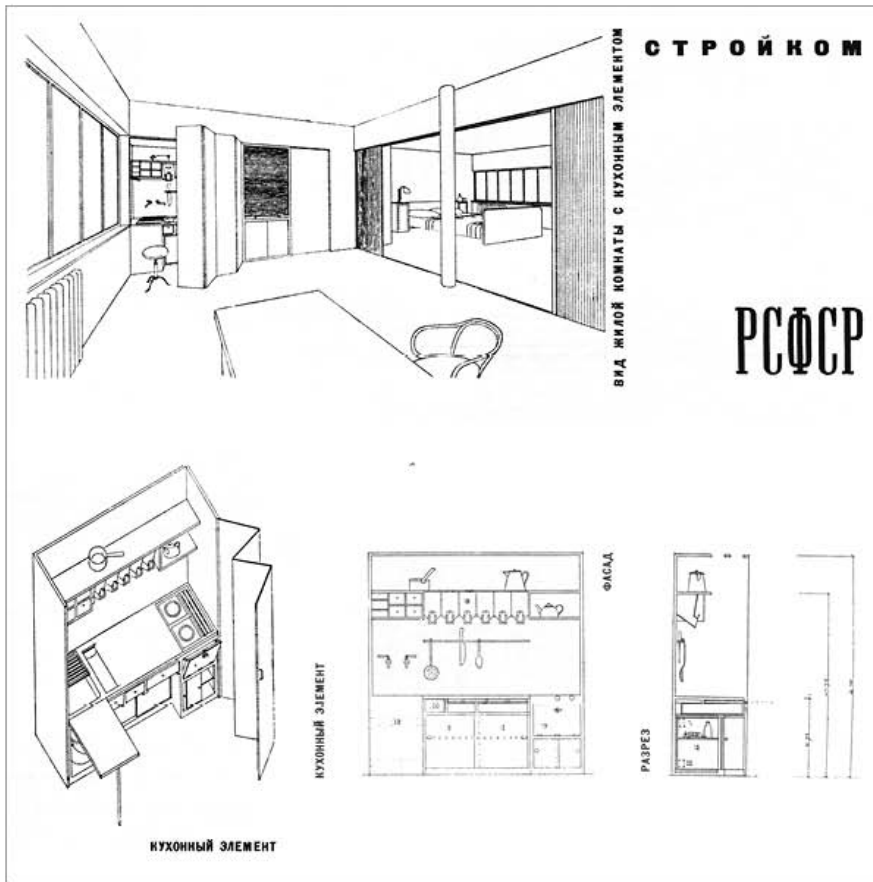 СТРОЙКОМ
ВИД ЖИЛОЙ КОМНАТЫ С КУХОННЫМ ЭЛЕМЕНТОМ
РСФСР
ФАСАД
КУХОННЫЙ ЭЛЕМЕНТ
РАЗРЕЗ
КУХОННЫЙ ЭЛЕМЕНТ